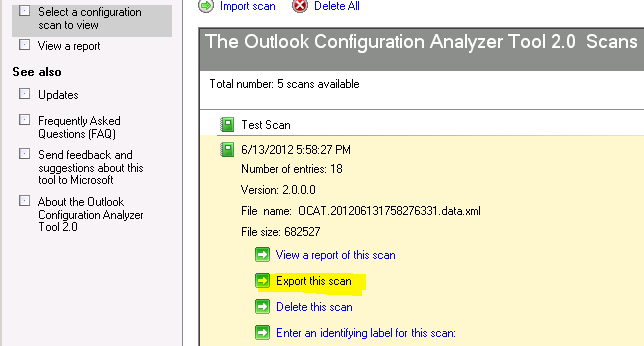 Select a configuration
scan to view
View a report
See also
Updates
Frequently Asked
Questions (FAQ)
Send feedback and
suggestions about this
tool to Microsoft
About the Outlook
Configuration Analyzer
Tool 2.0
Import scan
Delete All
The Outlook Configuration Analyzer Tool 2.0 Scans
Total number: 5 scans available
Test Scan
6/13/2012 5:58:27 PM
Number of entries: 18
Version: 2.0.0.0
File name: OCAT.201206131758276331.data.xml
File size: 682527
View a report of this scan
Export this scan
Delete this scan
Enter an identifying label for this scan: